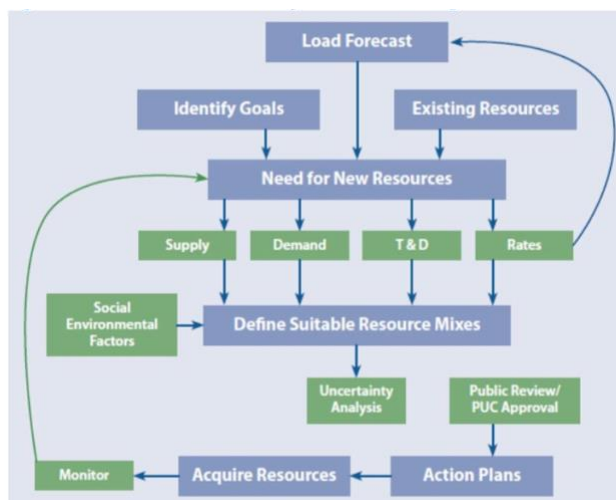 Load Forecast
Identify Goals
Existing Resources
Need for New Resources
Supply
Demand
T & D
Rates
Social
Environmental
Factors
Define Suitable Resource Mixes
Uncertainty
Analysis
Public Review/
PUC Approval
Monitor
Acquire Resources
Action Plans